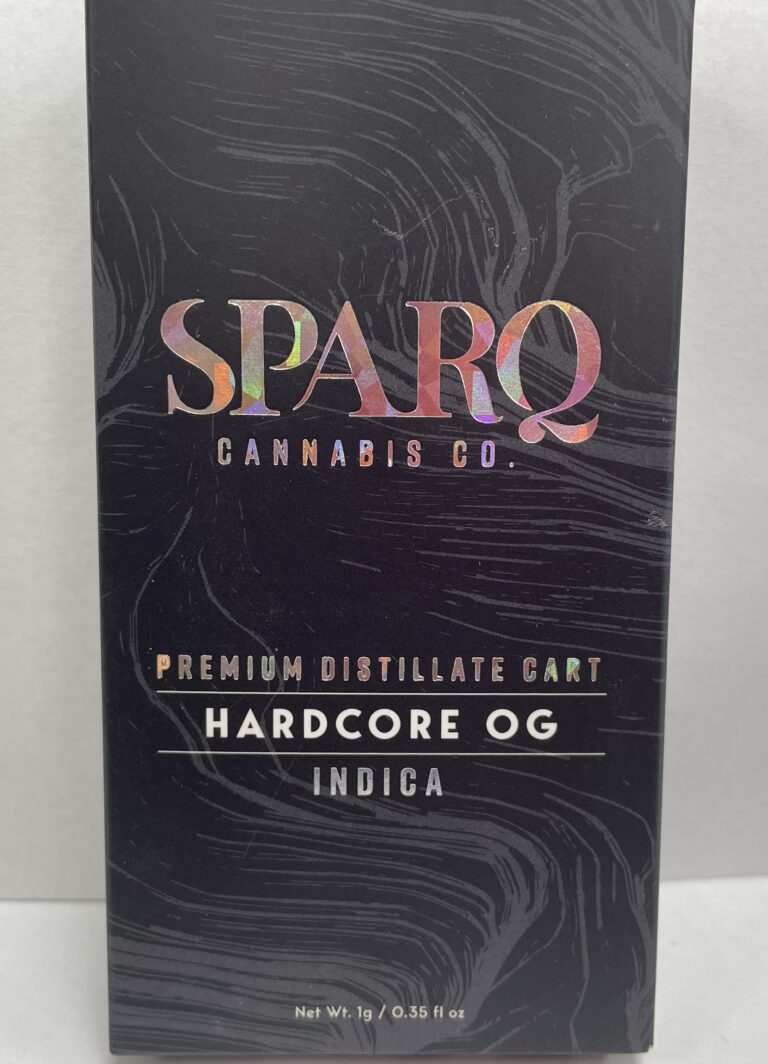 SPARQ
CANNABIS CO.
PREMIUM DISTILLATE CART
HARDCORE OG
INDICA
Net Wt. 1g / 0.35 fl oz